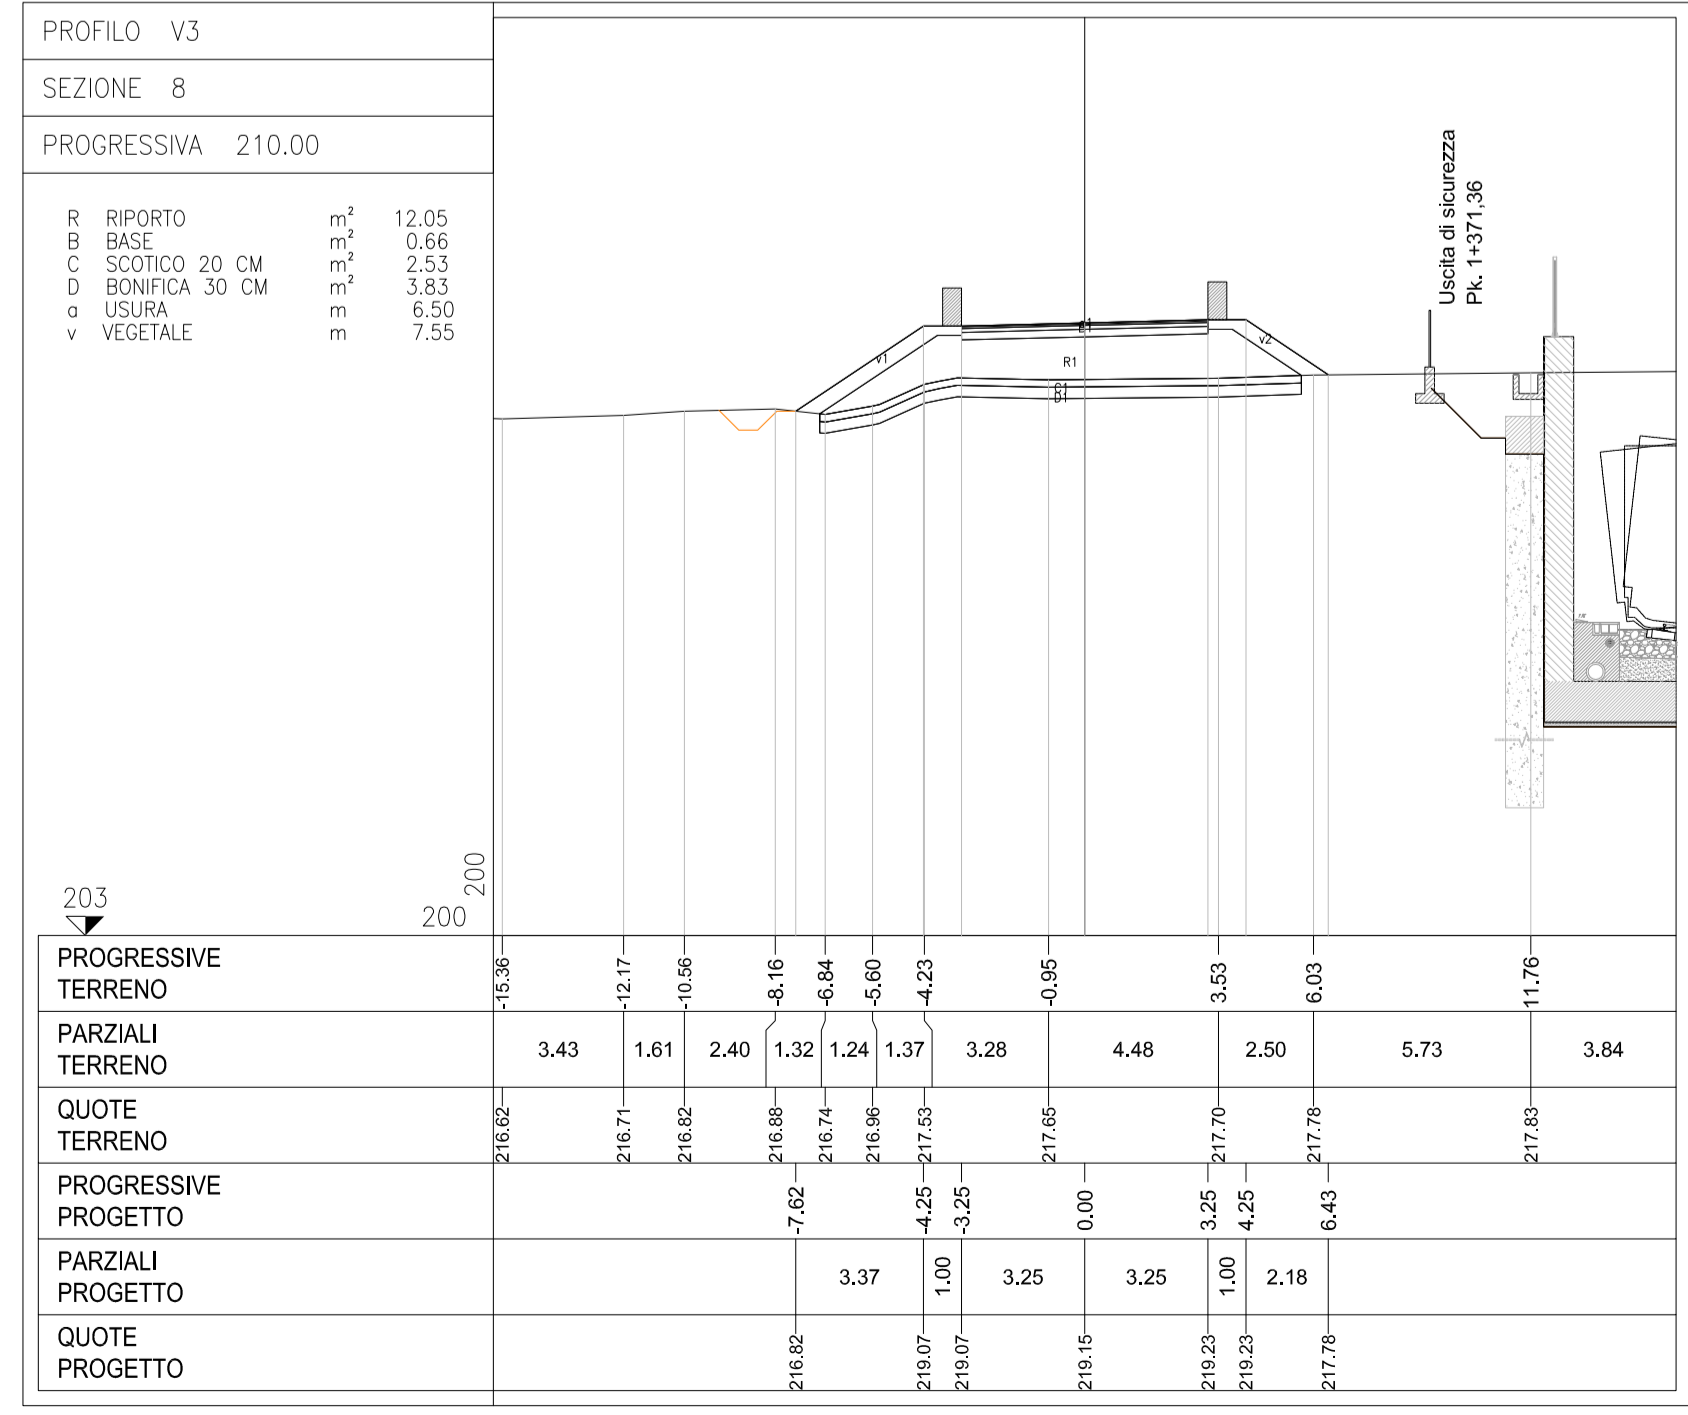 PROFILO V3
SEZIONE 8
PROGRESSIVA 210.00
R RIPORTO m² 12.05
B BASE m² 0.66
C SCOTICO 20 CM m² 2.53
D BONIFICA 30 CM m² 3.83
a USURA m 6.50
v VEGETALE m 7.55
Uscita di sicurezza
Pk. 1+371,36
v1
R1
v2
C1
D1
203
200
200
PROGRESSIVE
TERRENO
-15.36 -12.17 -10.56 -8.16 -6.84 -5.60 -4.23 -0.95 3.53 6.03 11.76
PARZIALI
TERRENO
3.43 1.61 2.40 1.32 1.24 1.37 3.28 4.48 2.50 5.73 3.84
QUOTE
TERRENO
216.62 216.71 216.82 216.88 216.74 216.96 217.53 217.65 217.70 217.78 217.83
PROGRESSIVE
PROGETTO
-7.62 -4.25 -3.25 0.00 3.25 4.25 6.43
PARZIALI
PROGETTO
3.37 1.00 3.25 3.25 1.00 2.18
QUOTE
PROGETTO
216.82 219.07 219.07 219.15 219.23 219.23 217.78